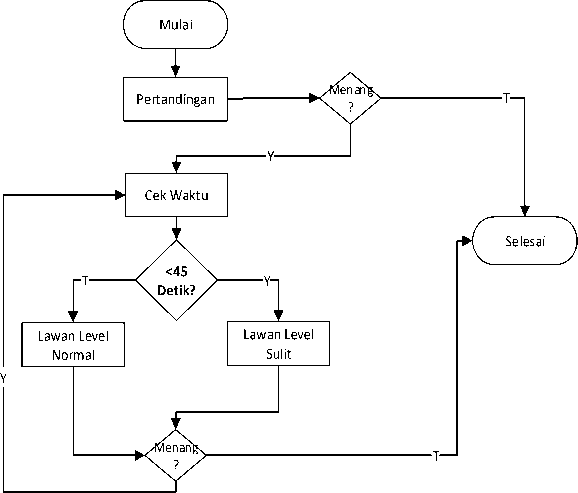 Mulai
Pertandingan
Menang
?
T
Y
Cek Waktu
Selesai
<45
Detik?
T
Y
Lawan Level
Normal
Lawan Level
Sulit
Y
Menang
?
T